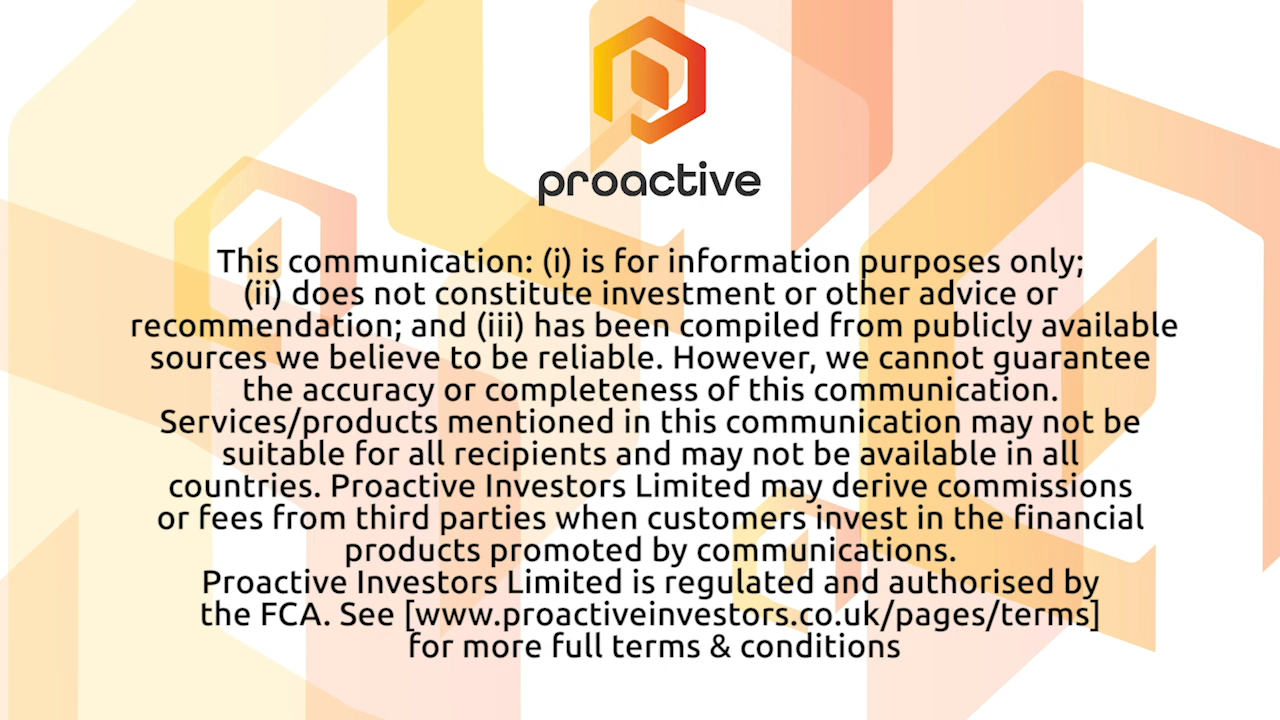 proactive
This communication: (i) is for information purposes only;
(ii) does not constitute investment or other advice or
recommendation; and (iii) has been compiled from publicly available
sources we believe to be reliable. However, we cannot guarantee
the accuracy or completeness of this communication.
Services/products mentioned in this communication may not be
suitable for all recipients and may not be available in all
countries. Proactive Investors Limited may derive commissions
or fees from third parties when customers invest in the financial
products promoted by communications.
Proactive Investors Limited is regulated and authorised by
the FCA. See [www.proactiveinvestors.co.uk/pages/terms]
for more full terms & conditions